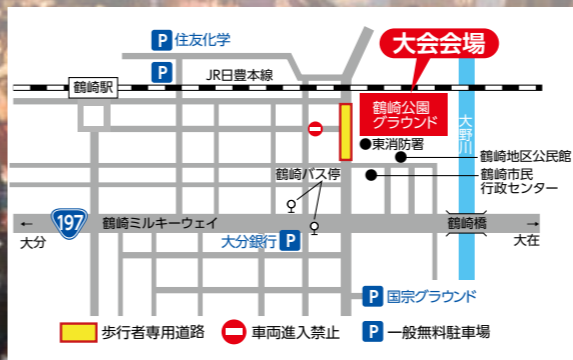 P 住友化学
P
大会会場
JR日豊本線
鶴崎駅
鶴崎公園
グラウンド
大野川
東消防署
鶴崎地区公民館
鶴崎バス停
鶴崎市民
行政センター
←
大分
197
鶴崎ミルキーウェイ
鶴崎橋
→
大在
大分銀行 P
P 国宗グラウンド
歩行者専用道路
車両進入禁止
P 一般無料駐車場